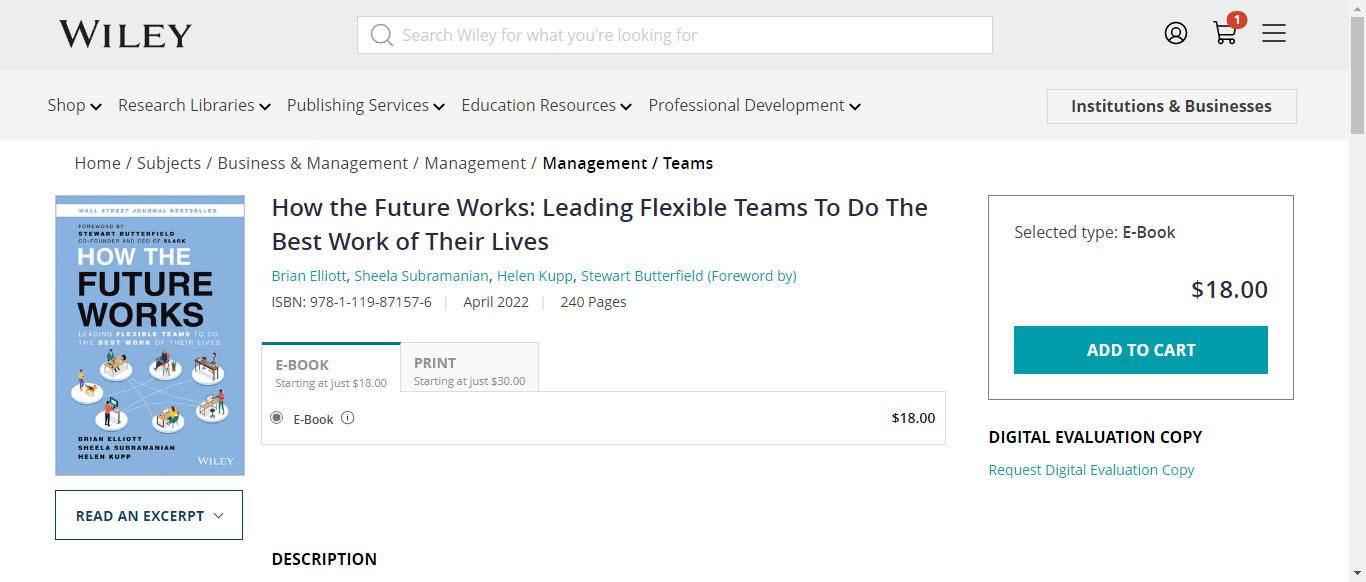 WILEY
Search Wiley for what you're looking for
1
Shop Research Libraries Publishing Services Education Resources Professional Development Institutions & Businesses
Home / Subjects / Business & Management / Management / Management / Teams
WALL STREET JOURNAL BESTSELLER
FOREWORD BY
STEWART BUTTERFIELD
CO-FOUNDER AND CEO OF SLACK
HOW THE
FUTURE
WORKS
LEADING FLEXIBLE TEAMS TO DO
THE BEST WORK OF THEIR LIVES
BRIAN ELLIOTT
SHEELA SUBRAMANIAN
HELEN KUPP
WILEY
READ AN EXCERPT
How the Future Works: Leading Flexible Teams To Do The
Best Work of Their Lives
Brian Elliott, Sheela Subramanian, Helen Kupp, Stewart Butterfield (Foreword by)
ISBN: 978-1-119-87157-6 | April 2022 | 240 Pages
E-BOOK
Starting at just $18.00
PRINT
Starting at just $30.00
E-Book $18.00
DESCRIPTION
Selected type: E-Book
$18.00
ADD TO CART
DIGITAL EVALUATION COPY
Request Digital Evaluation Copy